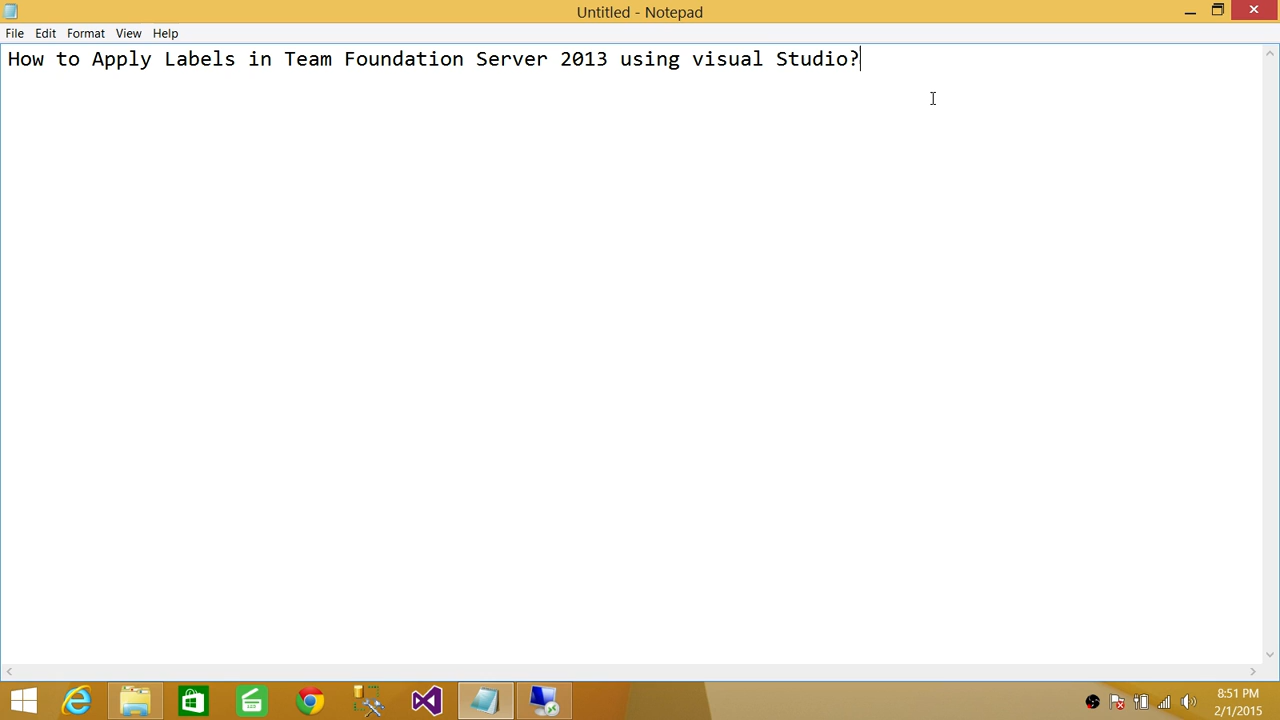 Untitled - Notepad
File Edit Format View Help
How to Apply Labels in Team Foundation Server 2013 using visual Studio?
8:51 PM
2/1/2015